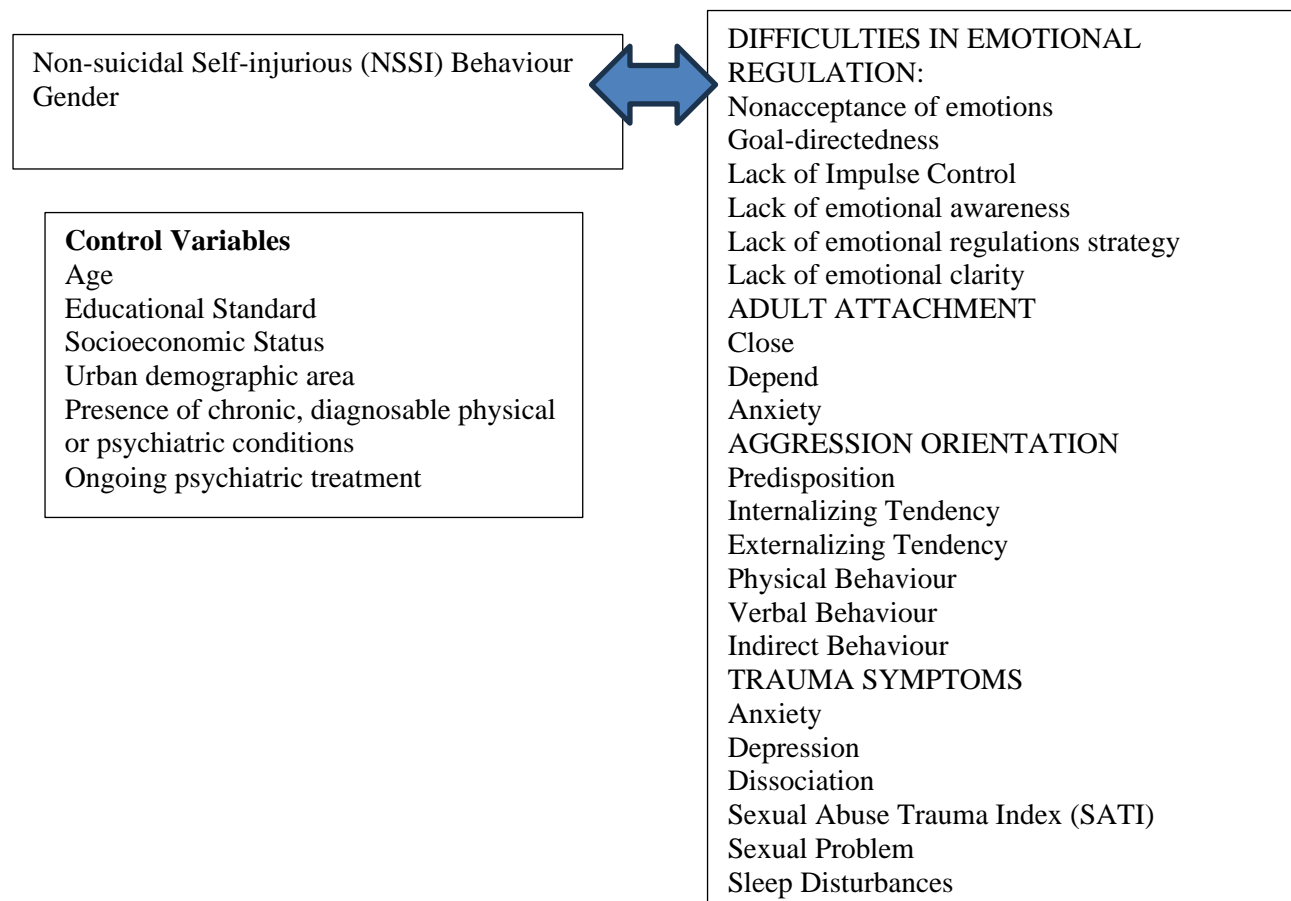 Non-suicidal Self-injurious (NSSI) Behaviour
Gender
Control Variables
Age
Educational Standard
Socioeconomic Status
Urban demographic area
Presence of chronic, diagnosable physical
or psychiatric conditions
Ongoing psychiatric treatment
DIFFICULTIES IN EMOTIONAL
REGULATION:
Nonacceptance of emotions
Goal-directedness
Lack of Impulse Control
Lack of emotional awareness
Lack of emotional regulations strategy
Lack of emotional clarity
ADULT ATTACHMENT
Close
Depend
Anxiety
AGGRESSION ORIENTATION
Predisposition
Internalizing Tendency
Externalizing Tendency
Physical Behaviour
Verbal Behaviour
Indirect Behaviour
TRAUMA SYMPTOMS
Anxiety
Depression
Dissociation
Sexual Abuse Trauma Index (SATI)
Sexual Problem
Sleep Disturbances